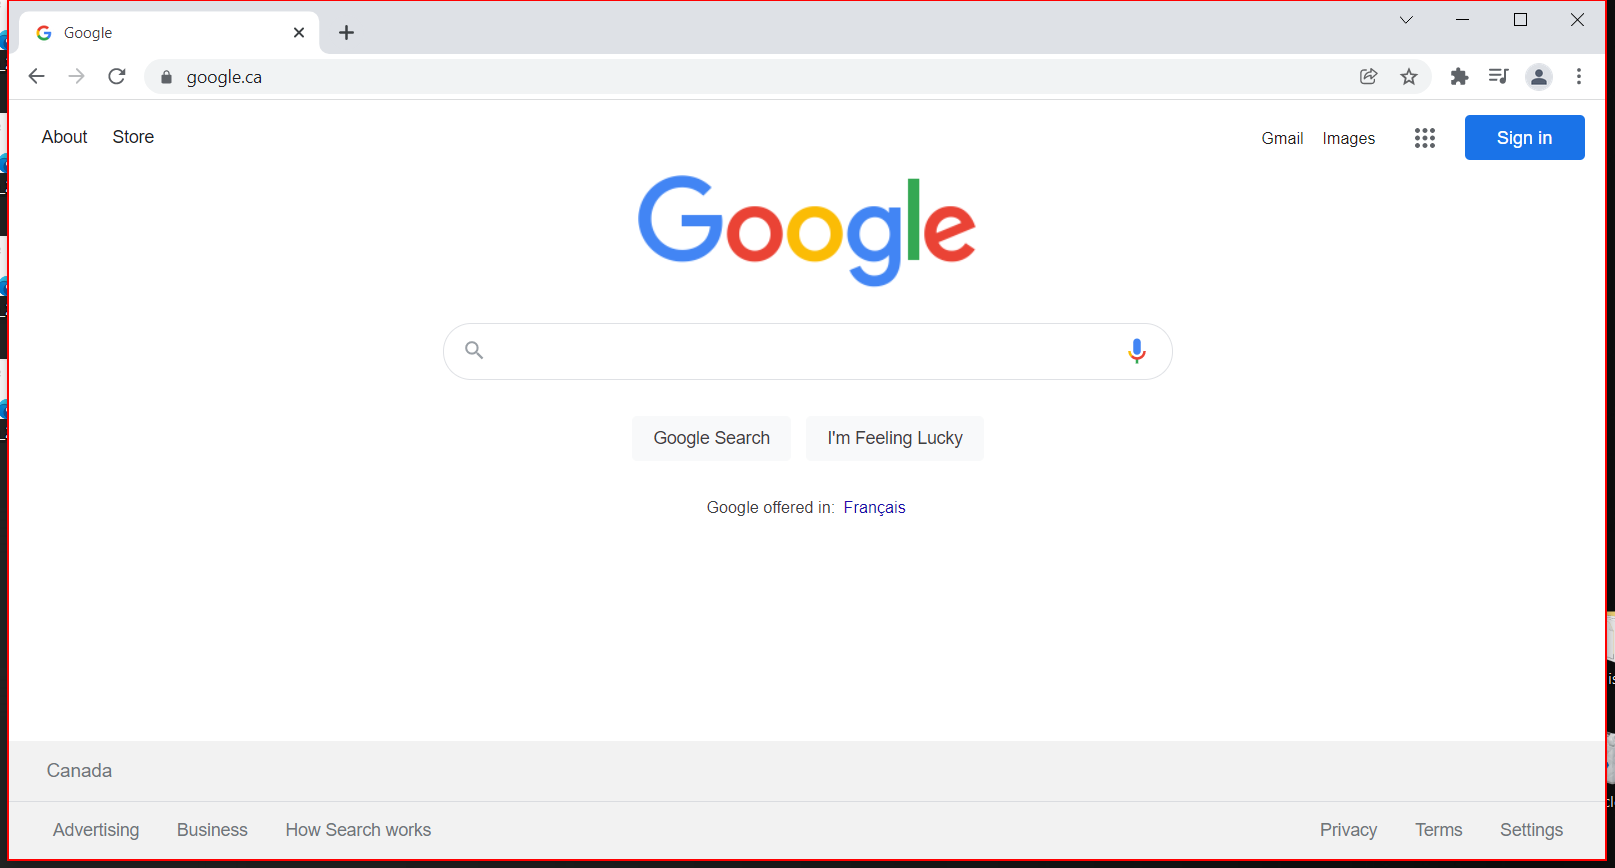 Google
google.ca
About Store
Gmail Images Sign in
Google
Google Search I'm Feeling Lucky
Google offered in: Français
Canada
Advertising Business How Search works
Privacy Terms Settings